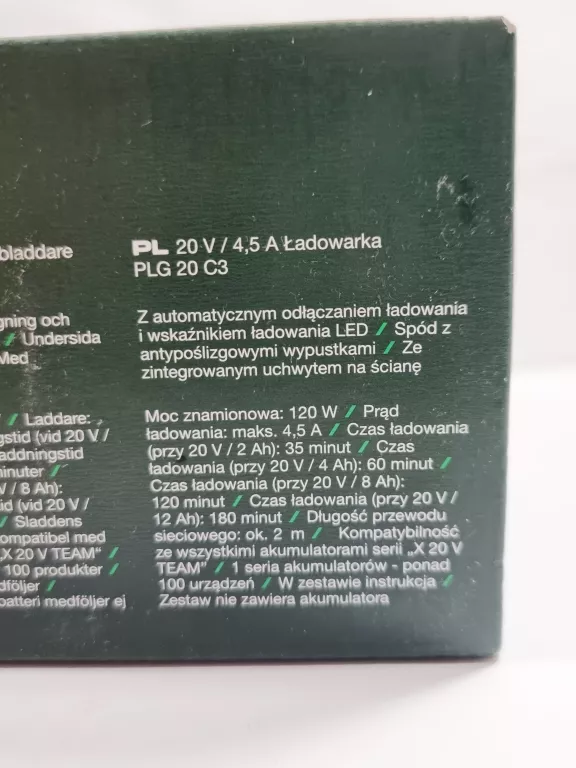 bladdare
gning och
/ Undersida
Med
/ Laddare:
gstid (vid 20 V /
addningstid
minuter /
V / 8 Ah):
id (vid 20 V /
/ Sladdens
ompatibel med
„X 20 V TEAM" /
100 produkter /
dföljer /
batteri medföljer ej
PL 20 V / 4,5 A Ładowarka
PLG 20 C3
Z automatycznym odłączaniem ładowania
i wskaźnikiem ładowania LED / Spód z
antypoślizgowymi wypustkami / Ze
zintegrowanym uchwytem na ścianę
Moc znamionowa: 120 W / Prąd
ładowania: maks. 4,5 A / Czas ładowania
(przy 20 V / 2 Ah): 35 minut / Czas
ładowania (przy 20 V / 4 Ah): 60 minut /
Czas ładowania (przy 20 V / 8 Ah):
120 minut / Czas ładowania (przy 20 V /
12 Ah): 180 minut / Długość przewodu
sieciowego: ok. 2 m / Kompatybilność
ze wszystkimi akumulatorami serii „X 20 V
TEAM" / 1 seria akumulatorów - ponad
100 urządzeń / W zestawie instrukcja /
Zestaw nie zawiera akumulatora